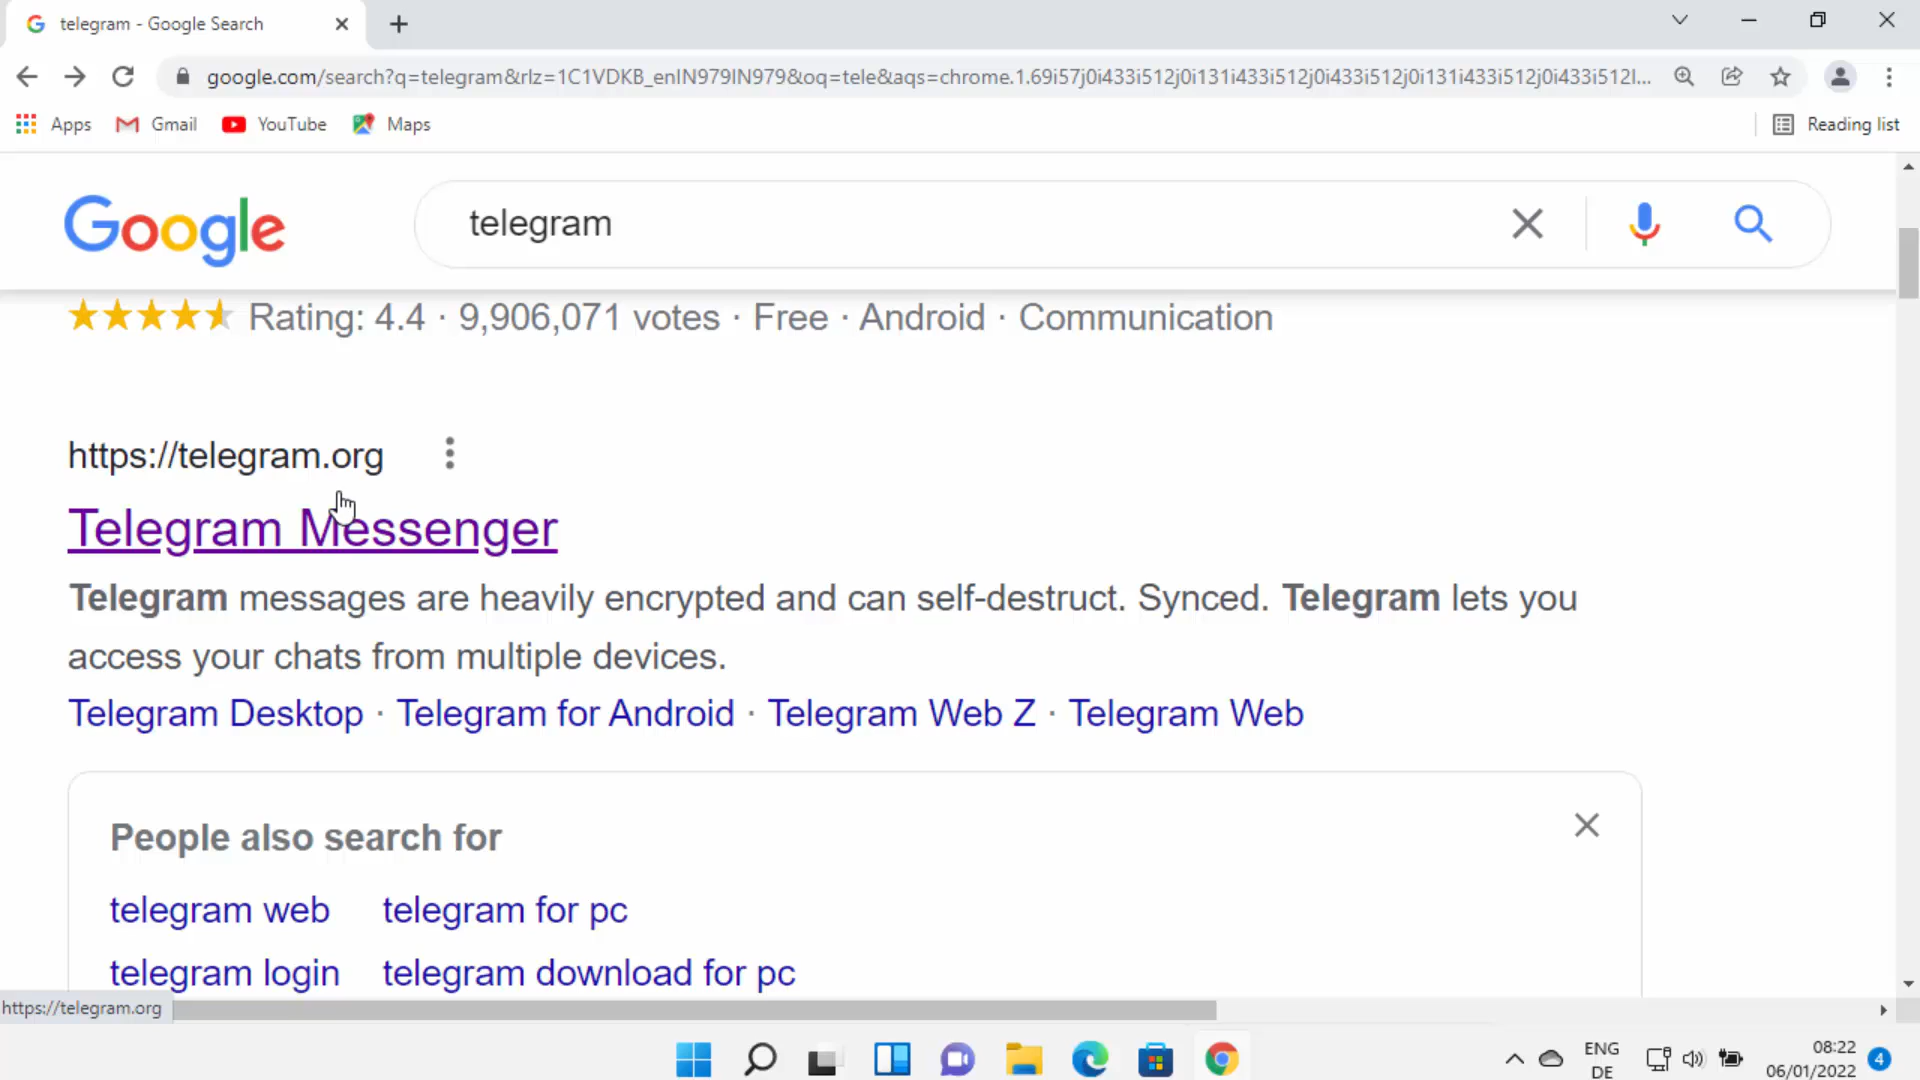 telegram - Google Search
google.com/search?q=telegram&rlz=1C1VDKB_enIN979IN979&oq=tele&aqs=chrome.1.69i57j0i433i512j0i131i433i512j0i433i512j0i131i433i512j0i433i512l...
Apps Gmail YouTube Maps Reading list
Google telegram
Rating: 4.4 · 9,906,071 votes · Free · Android · Communication
https://telegram.org
Telegram Messenger
Telegram messages are heavily encrypted and can self-destruct. Synced. Telegram lets you
access your chats from multiple devices.
Telegram Desktop · Telegram for Android · Telegram Web Z · Telegram Web
People also search for
telegram web telegram for pc
telegram login telegram download for pc
https://telegram.org
ENG 08:22
DE 06/01/2022 4